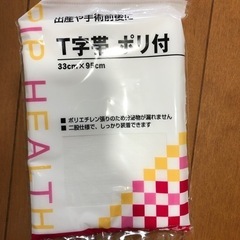 出産や手術前後に
T字帯 ポリ付
33cm×95cm
PIP HEALTH
●ポリエチレン張りのため分泌物が漏れません
●二股仕様で、しっかり装着できます